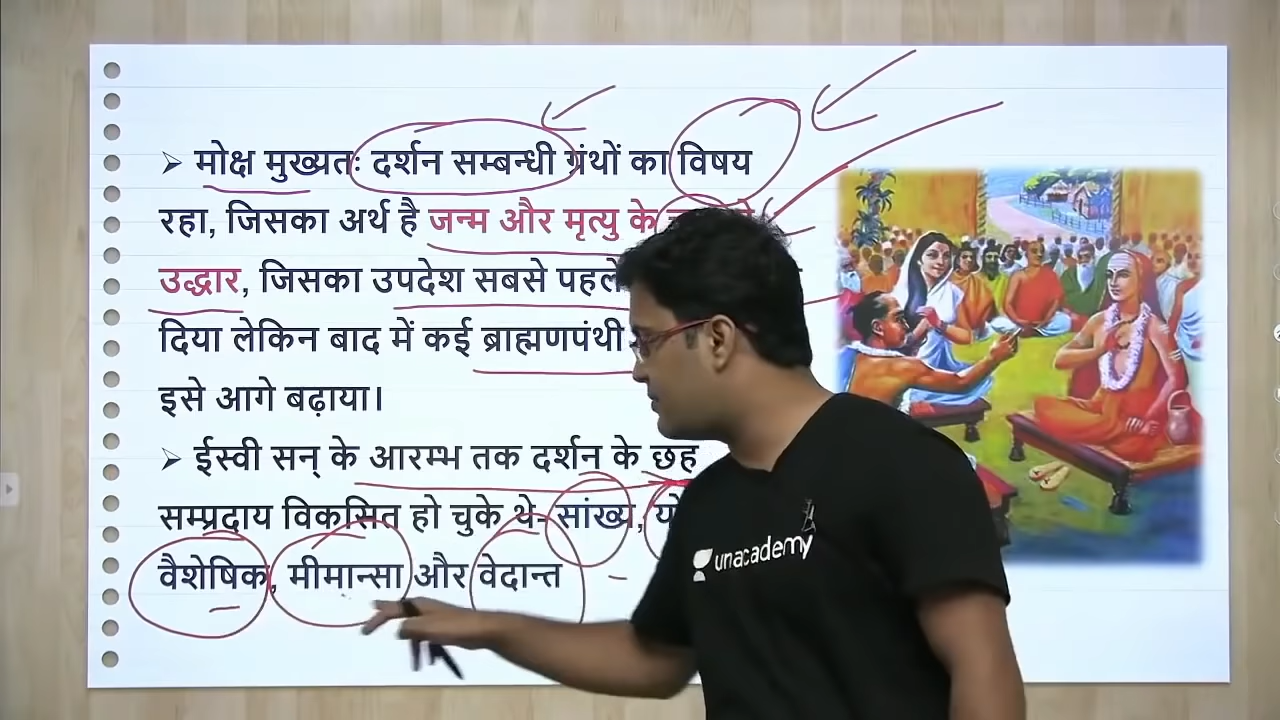 ➢ मोक्ष मुख्यतः दर्शन सम्बन्धी ग्रंथों का विषय
रहा, जिसका अर्थ है जन्म और मृत्यु के
उद्धार, जिसका उपदेश सबसे पहले
दिया लेकिन बाद में कई ब्राह्मणपंथी
इसे आगे बढ़ाया।
➢ ईस्वी सन् के आरम्भ तक दर्शन के छह
सम्प्रदाय विकसित हो चुके थे- सांख्य,
वैशेषिक, मीमान्सा और वेदान्त
unacademy